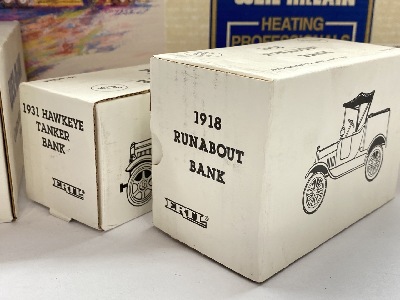 HEATING
PROFESSIONALS
1931 HAWKEYE
TANKER
BANK
ERTL
1918
RUNABOUT
BANK
ERTL